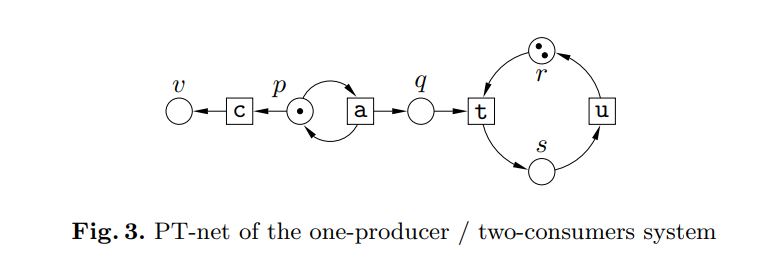 r
v p q
c a t u
s
Fig. 3. PT-net of the one-producer / two-consumers system